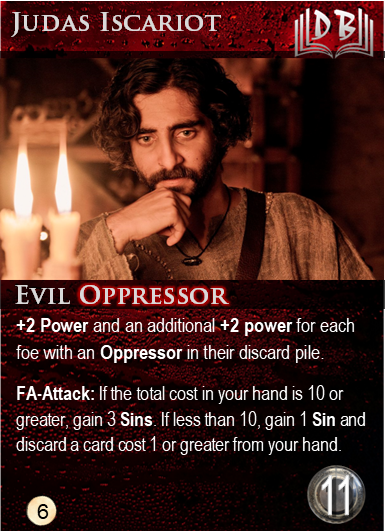 Judas Iscariot
DB
Evil Oppressor
+2 Power and an additional +2 power for each
foe with an Oppressor in their discard pile.
FA-Attack: If the total cost in your hand is 10 or
greater, gain 3 Sins. If less than 10, gain 1 Sin and
discard a card cost 1 or greater from your hand.
6
11